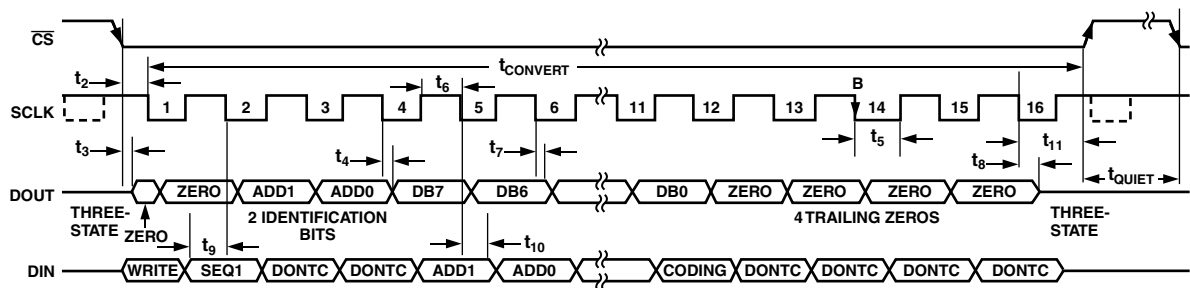 CS
t2
tCONVERT
t6
B
SCLK
1 2 3 4 5 6 11 12 13 14 15 16
t3
t4
t7
t5
t8
t11
tQUIET
DOUT
ZERO ADD1 ADD0 DB7 DB6 DB0 ZERO ZERO ZERO ZERO
THREE-
STATE
ZERO
2 IDENTIFICATION
BITS
4 TRAILING ZEROS
THREE-
STATE
t9
t10
DIN
WRITE SEQ1 DONTC DONTC ADD1 ADD0 CODING DONTC DONTC DONTC DONTC